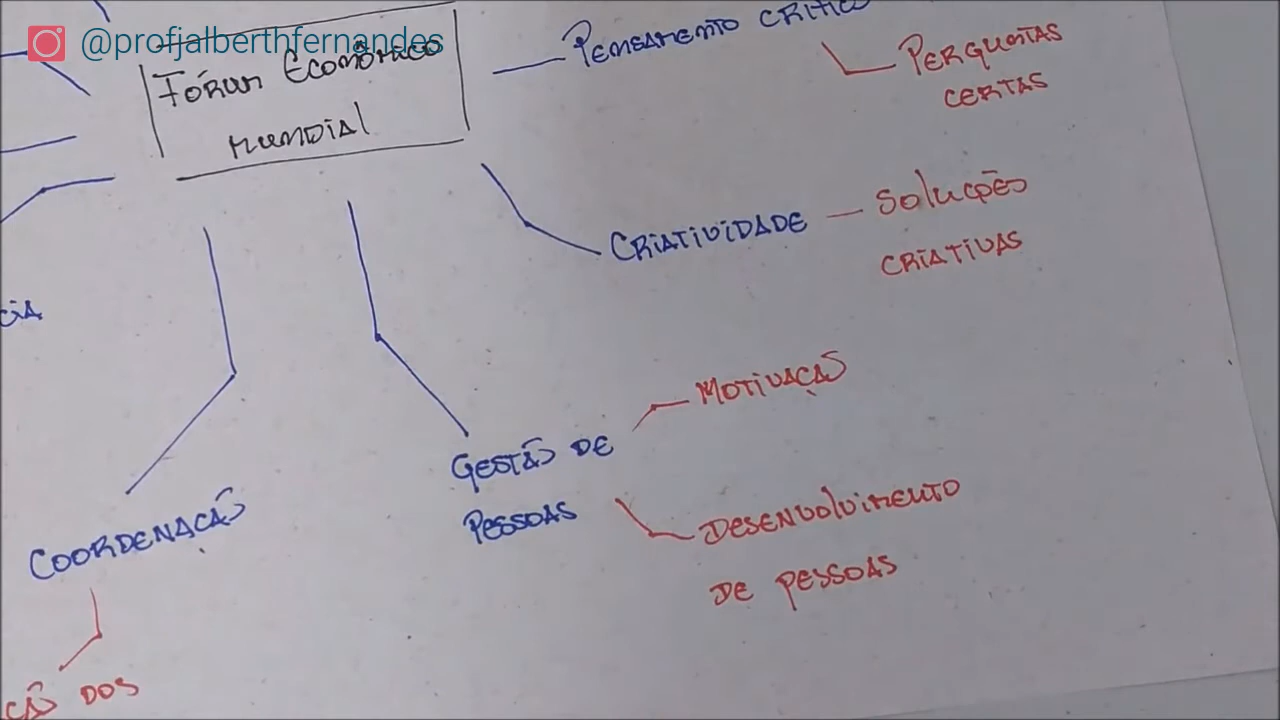 @profjalberthfernandes
Fórum Econômico
Mundial
Pensamento Crítico
Perguntas
certas
Criatividade
Soluções
criativas
Gestão de
pessoas
Motivação
Desenvolvimento
de pessoas
Coordenação
dos